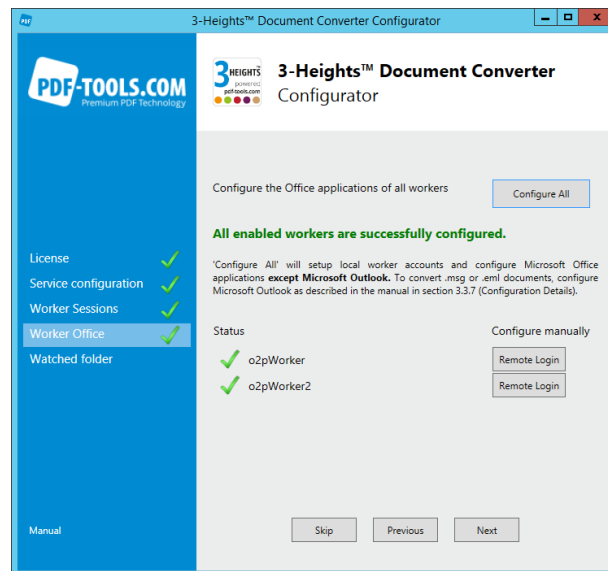 3-Heights™ Document Converter Configurator
PDF-TOOLS.COM
Premium PDF Technology
3 HEIGHTS™
powered
pdf-tools.com
3-Heights™ Document Converter
Configurator
Configure the Office applications of all workers
Configure All
All enabled workers are successfully configured.
'Configure All' will setup local worker accounts and configure Microsoft Office
applications except Microsoft Outlook. To convert .msg or .eml documents, configure
Microsoft Outlook as described in the manual in section 3.3.7 (Configuration Details).
License
Service configuration
Worker Sessions
Worker Office
Watched folder
Status
Configure manually
o2pWorker
Remote Login
o2pWorker2
Remote Login
Manual
Skip
Previous
Next